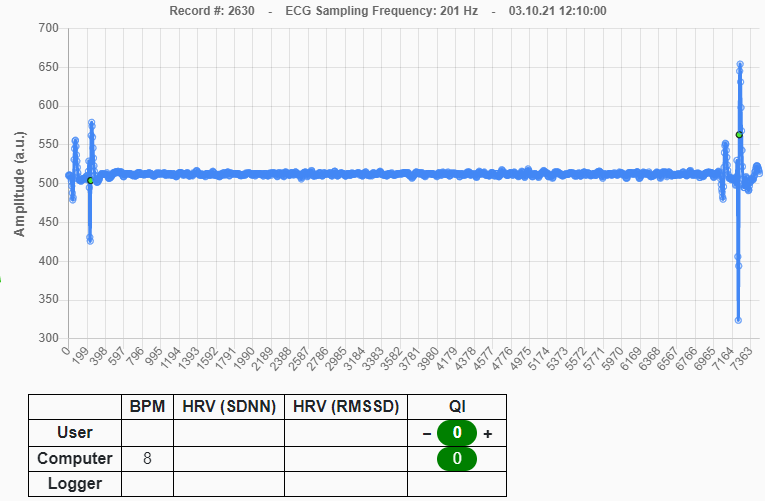 Record #: 2630 - ECG Sampling Frequency: 201 Hz - 03.10.21 12:10:00
700
650
600
550
500
450
400
350
300
Amplitude (a.u.)
0 199 398 597 796 995 1194 1393 1592 1791 1990 2189 2388 2587 2786 2985 3184 3383 3582 3781 3980 4179 4378 4577 4776 4975 5174 5373 5572 5771 5970 6169 6368 6567 6766 6965 7164 7363
BPM HRV (SDNN) HRV (RMSSD) QI
User − 0 +
Computer 8 0
Logger